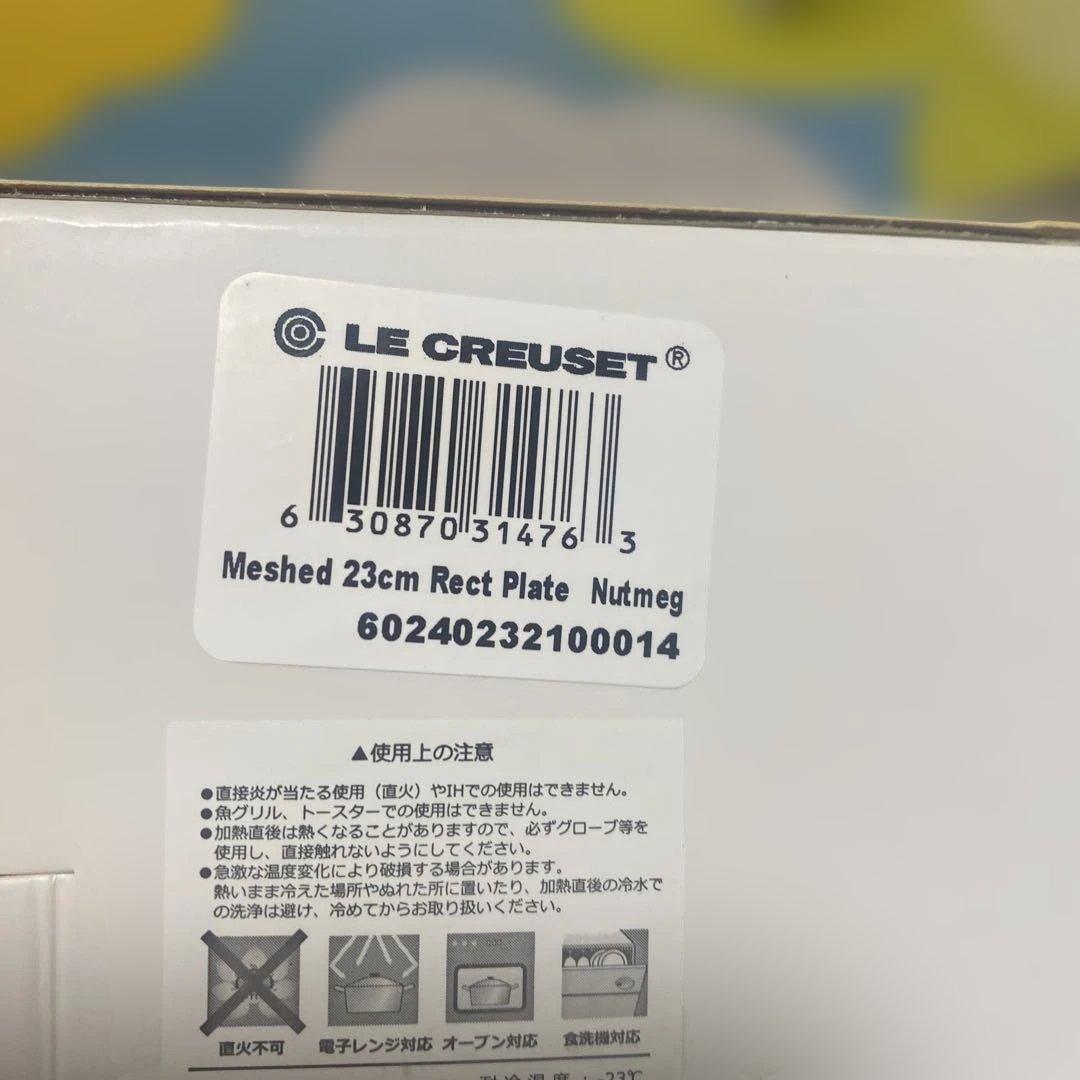 LE CREUSET®
6 30870 31476 3
Meshed 23cm Rect Plate Nutmeg
60240232100014
▲使用上の注意
●直接炎が当たる使用（直火）やIHでの使用はできません。
●魚グリル、トースターでの使用はできません。
●加熱直後は熱くなることがありますので、必ずグローブ等を
使用し、直接触れないようにしてください。
●急激な温度変化により破損する場合があります。
熱いまま冷えた場所やぬれた所に置いたり、加熱直後の冷水で
の洗浄は避け、冷めてからお取り扱いください。
直火不可 電子レンジ対応 オーブン対応 食洗機対応